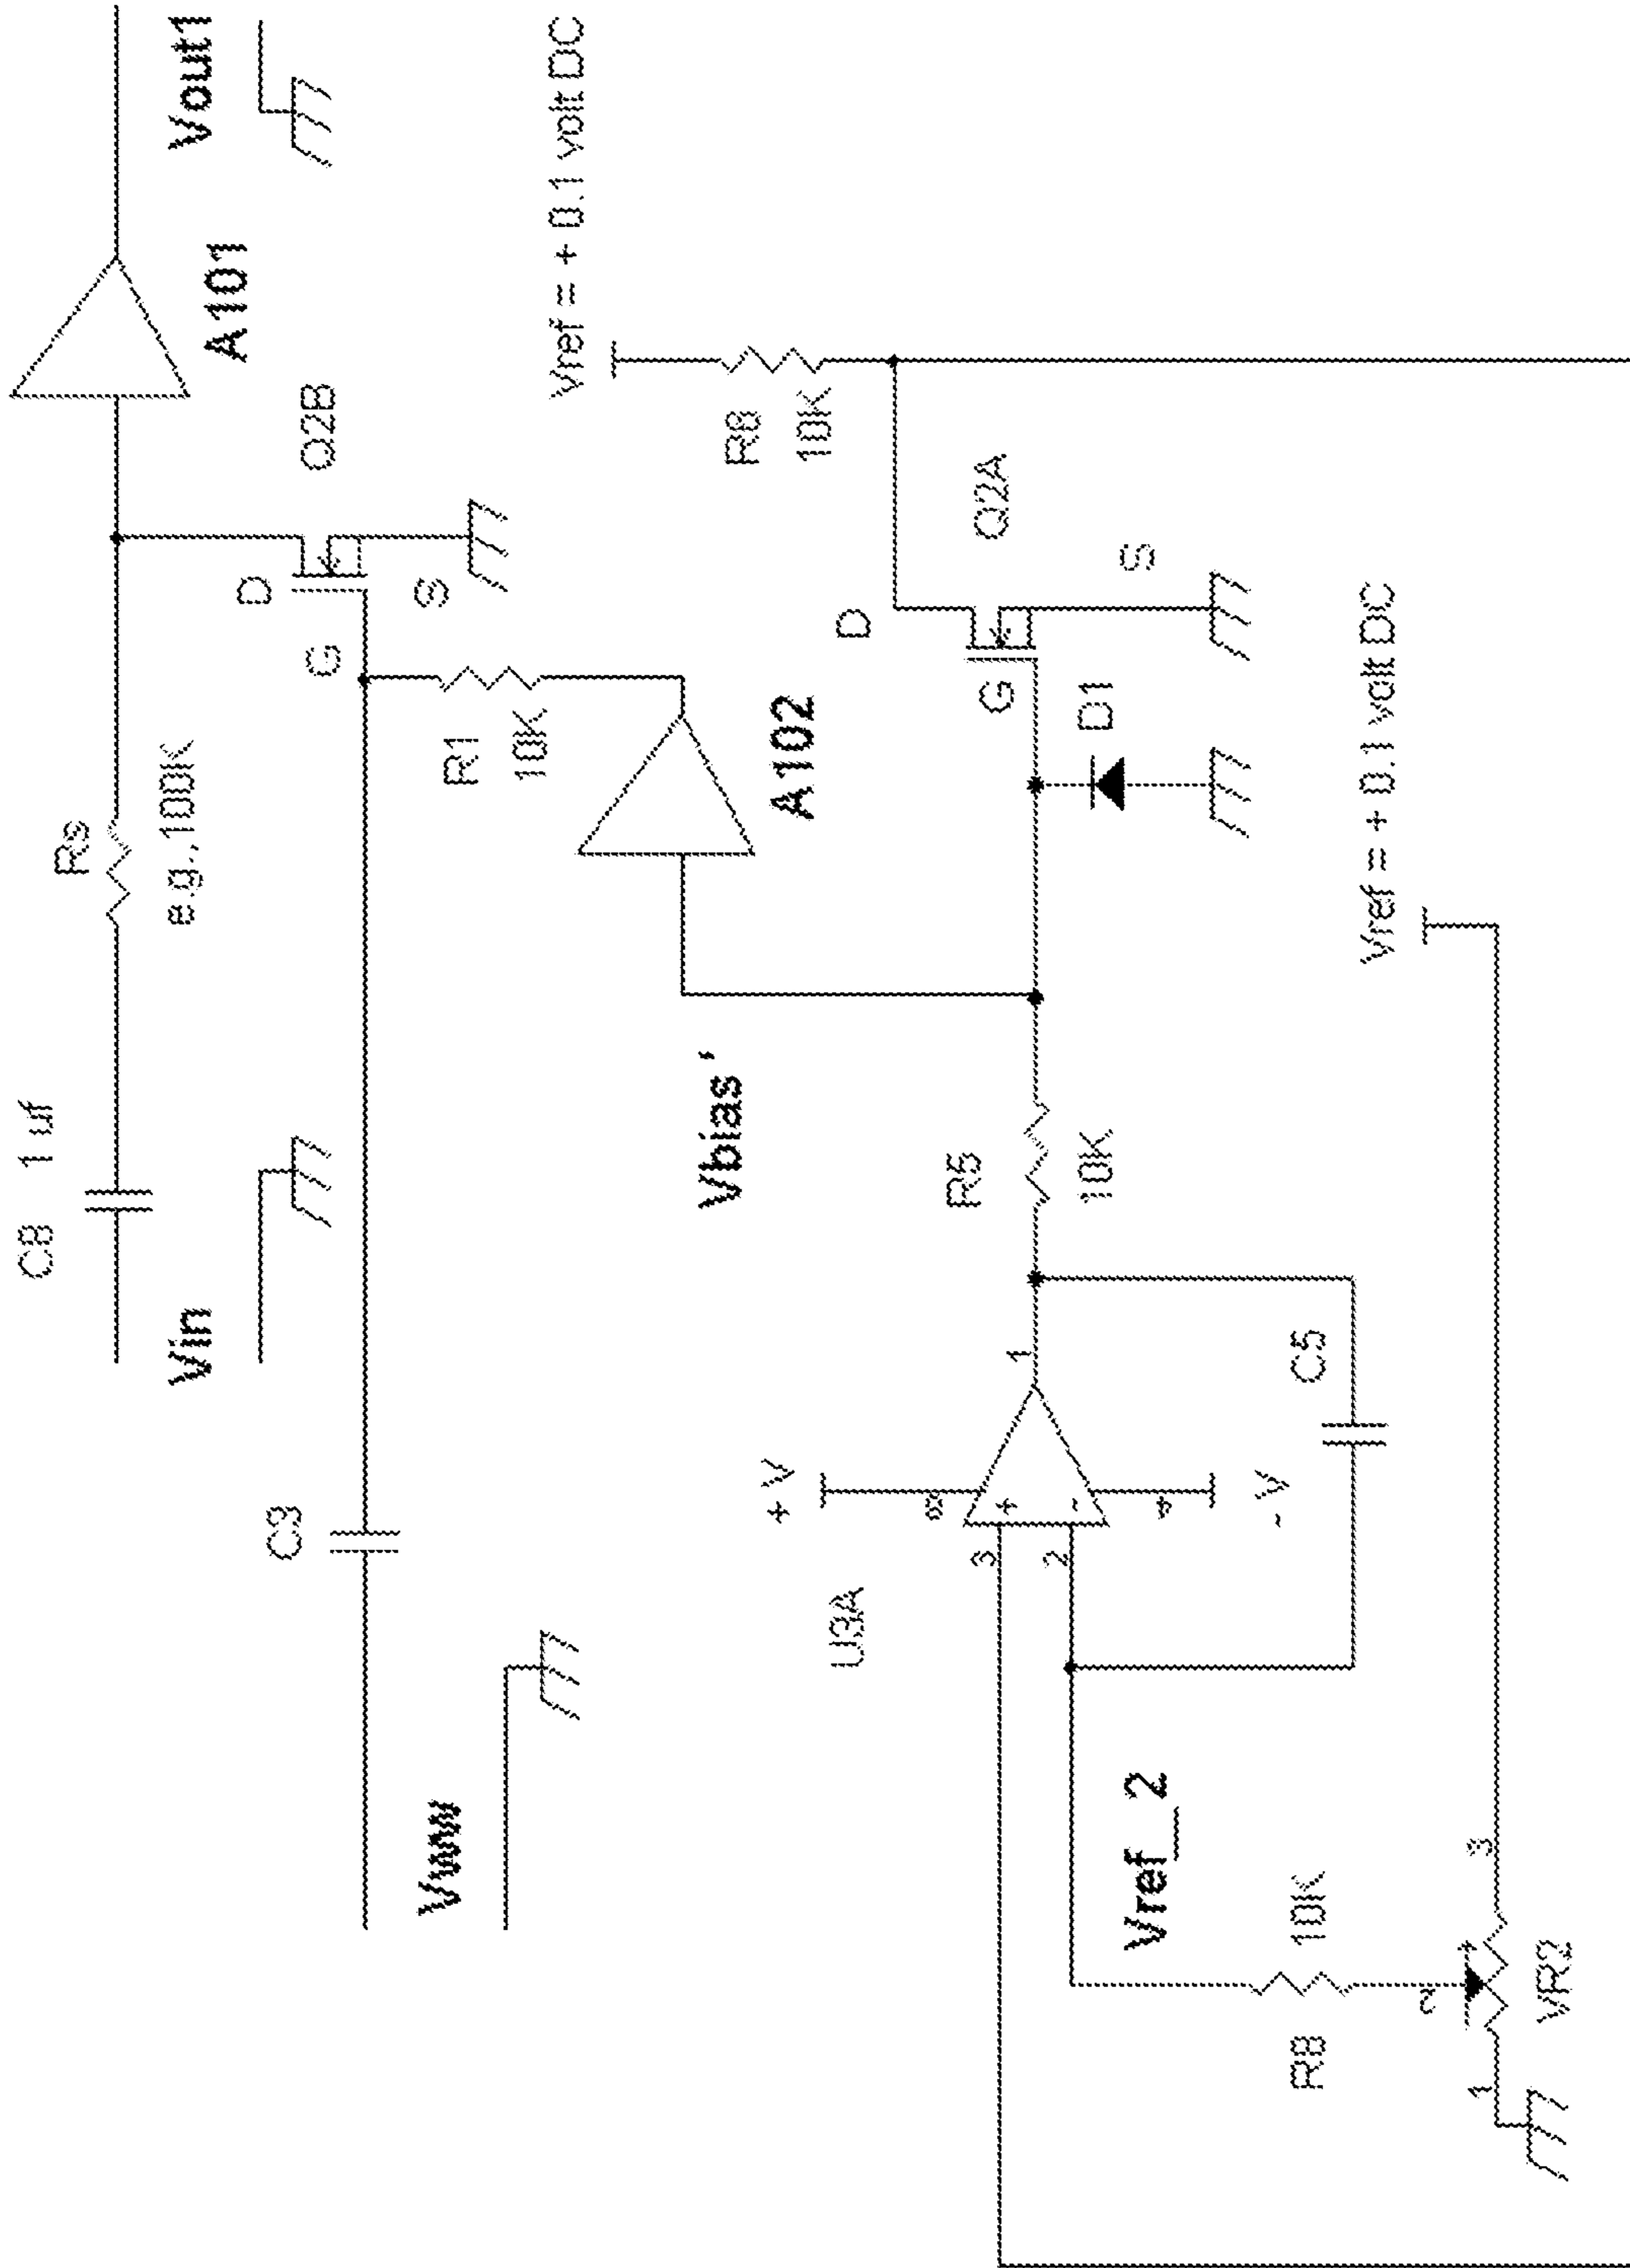 C8 1 uf
Rs
e.g.,100K
Vin
A101
Vout1
Q2B
D
G
S
C3
Vww
R1
10K
A102
Vref = + 0.1 volt DC
R6
10K
Vbias'
Q2A
D
G
S
D1
R5
10K
U3A
+ V
8
3
+
2
-
1
4
- V
C5
Vref = + 0.1 volt DC
Vref_2
R8
10K
2
1
3
VR2